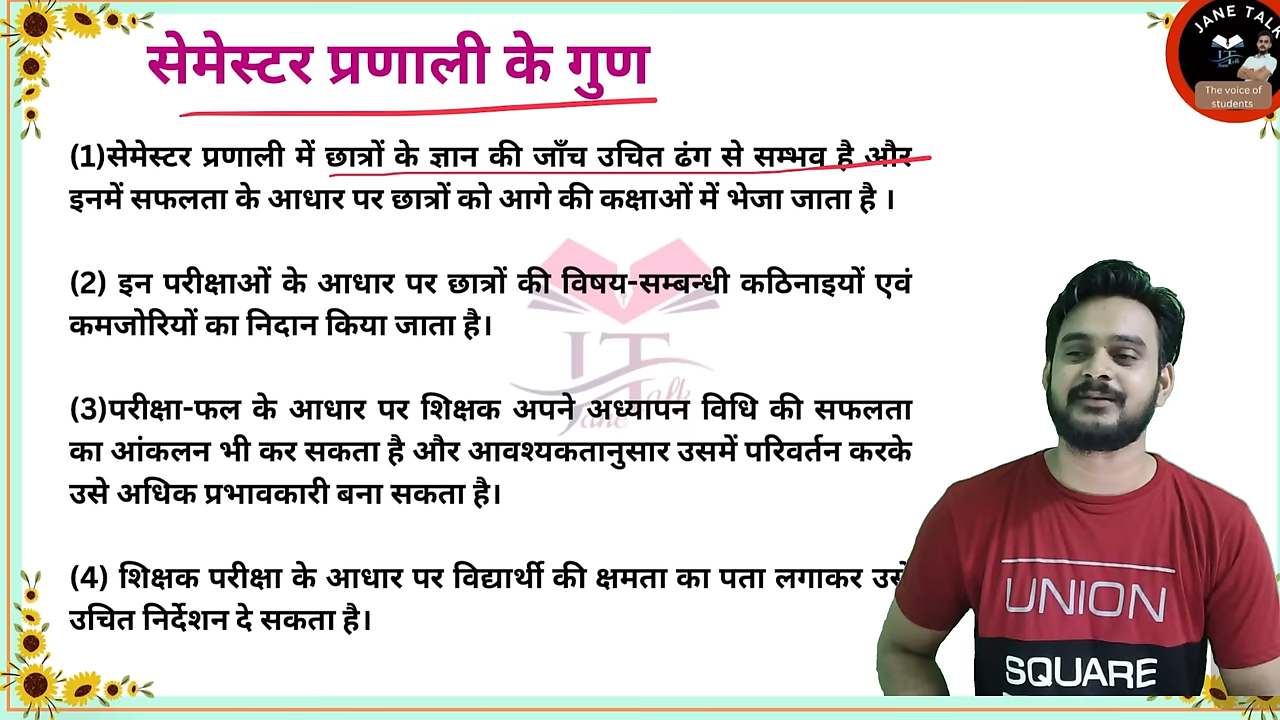 सेमेस्टर प्रणाली के गुण
JANE TALK
The voice of
students
(1)सेमेस्टर प्रणाली में छात्रों के ज्ञान की जाँच उचित ढंग से सम्भव है और
इनमें सफलता के आधार पर छात्रों को आगे की कक्षाओं में भेजा जाता है ।
(2) इन परीक्षाओं के आधार पर छात्रों की विषय-सम्बन्धी कठिनाइयों एवं
कमजोरियों का निदान किया जाता है।
JT
Jane Talk
(3)परीक्षा-फल के आधार पर शिक्षक अपने अध्यापन विधि की सफलता
का आंकलन भी कर सकता है और आवश्यकतानुसार उसमें परिवर्तन करके
उसे अधिक प्रभावकारी बना सकता है।
(4) शिक्षक परीक्षा के आधार पर विद्यार्थी की क्षमता का पता लगाकर उसे
उचित निर्देशन दे सकता है।
UNION
SQUARE